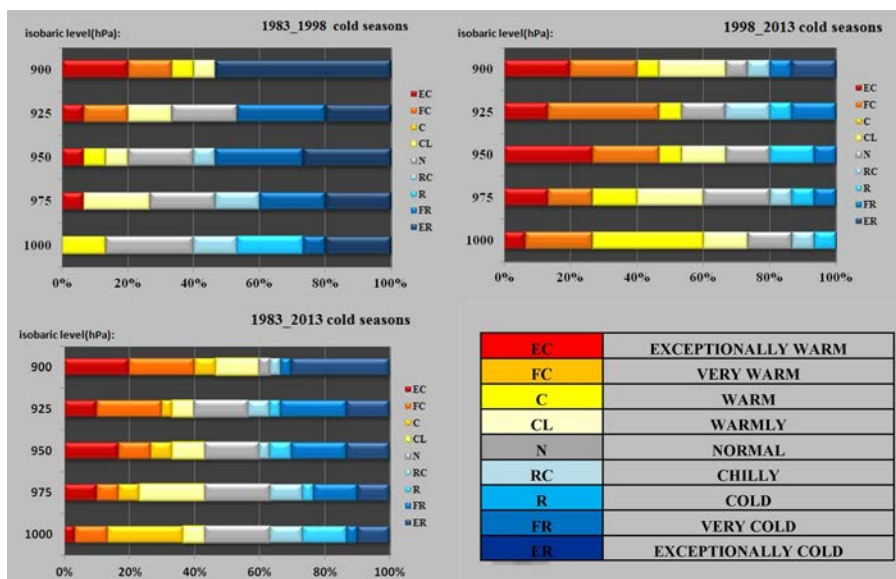 1983_1998 cold seasons
isobaric level(hPa):
900
925
950
975
1000
0% 20% 40% 60% 80% 100%
EC
FC
C
CL
N
RC
R
FR
ER
1998_2013 cold seasons
isobaric level(hPa):
900
925
950
975
1000
0% 20% 40% 60% 80% 100%
EC
FC
C
CL
N
RC
R
FR
ER
1983_2013 cold seasons
isobaric level(hPa):
900
925
950
975
1000
0% 20% 40% 60% 80% 100%
EC
FC
C
CL
N
RC
R
FR
ER
EC EXCEPTIONALLY WARM
FC VERY WARM
C WARM
CL WARMLY
N NORMAL
RC CHILLY
R COLD
FR VERY COLD
ER EXCEPTIONALLY COLD